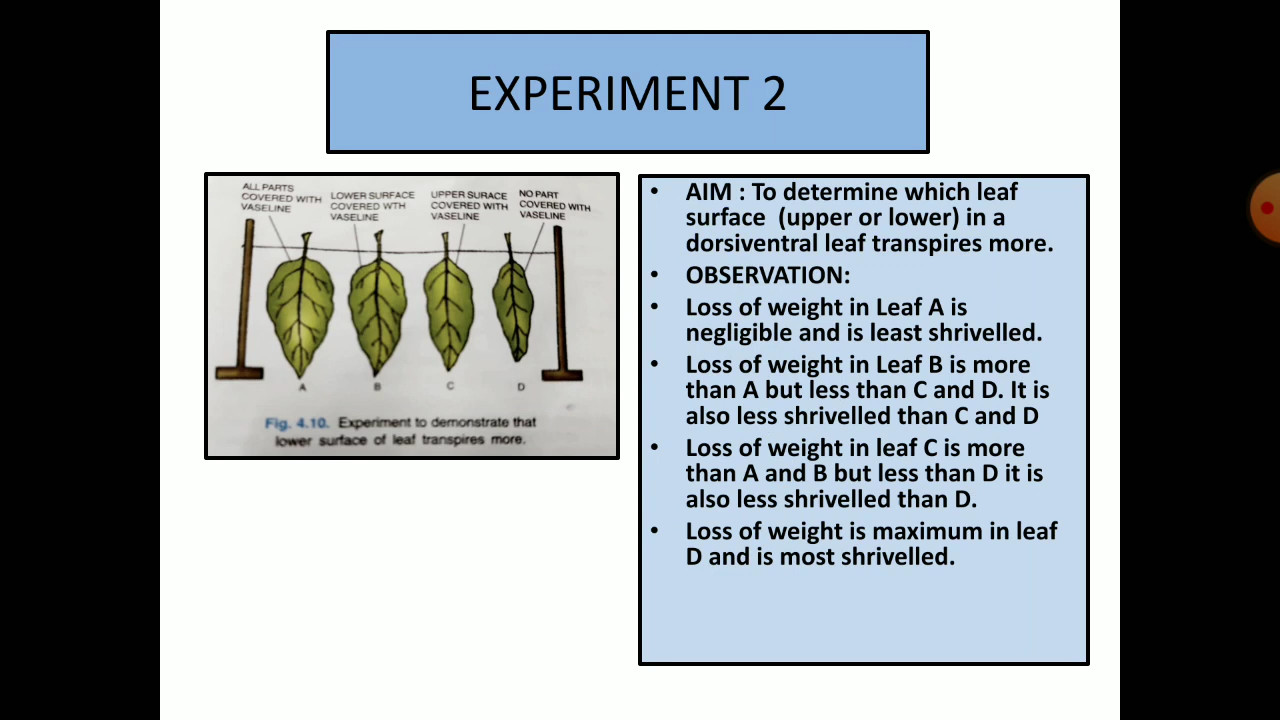 EXPERIMENT 2
ALL PARTS
COVERED WITH
VASELINE
LOWER SURFACE
COVERED WTH
VASELINE
UPPER SURACE
COVERED WITH
VASELINE
NO PART
COVERED WITH
VASELINE
A
B
C
D
Fig. 4.10. Experiment to demonstrate that
lower surface of leaf transpires more.
• AIM : To determine which leaf
surface (upper or lower) in a
dorsiventral leaf transpires more.
• OBSERVATION:
• Loss of weight in Leaf A is
negligible and is least shrivelled.
• Loss of weight in Leaf B is more
than A but less than C and D. It is
also less shrivelled than C and D
• Loss of weight in leaf C is more
than A and B but less than D it is
also less shrivelled than D.
• Loss of weight is maximum in leaf
D and is most shrivelled.